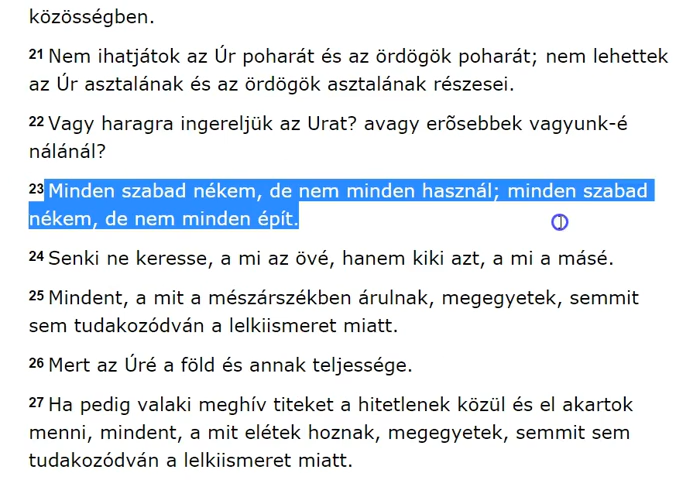 közösségben.
21 Nem ihatjátok az Úr poharát és az ördögök poharát; nem lehettek
az Úr asztalának és az ördögök asztalának részesei.
22 Vagy haragra ingereljük az Urat? avagy erõsebbek vagyunk-é
nálánál?
23 Minden szabad nékem, de nem minden használ; minden szabad
nékem, de nem minden épít.
24 Senki ne keresse, a mi az övé, hanem kiki azt, a mi a másé.
25 Mindent, a mit a mészárszékben árulnak, megegyetek, semmit
sem tudakozódván a lelkiismeret miatt.
26 Mert az Úré a föld és annak teljessége.
27 Ha pedig valaki meghív titeket a hitetlenek közül és el akartok
menni, mindent, a mit elétek hoznak, megegyetek, semmit sem
tudakozódván a lelkiismeret miatt.